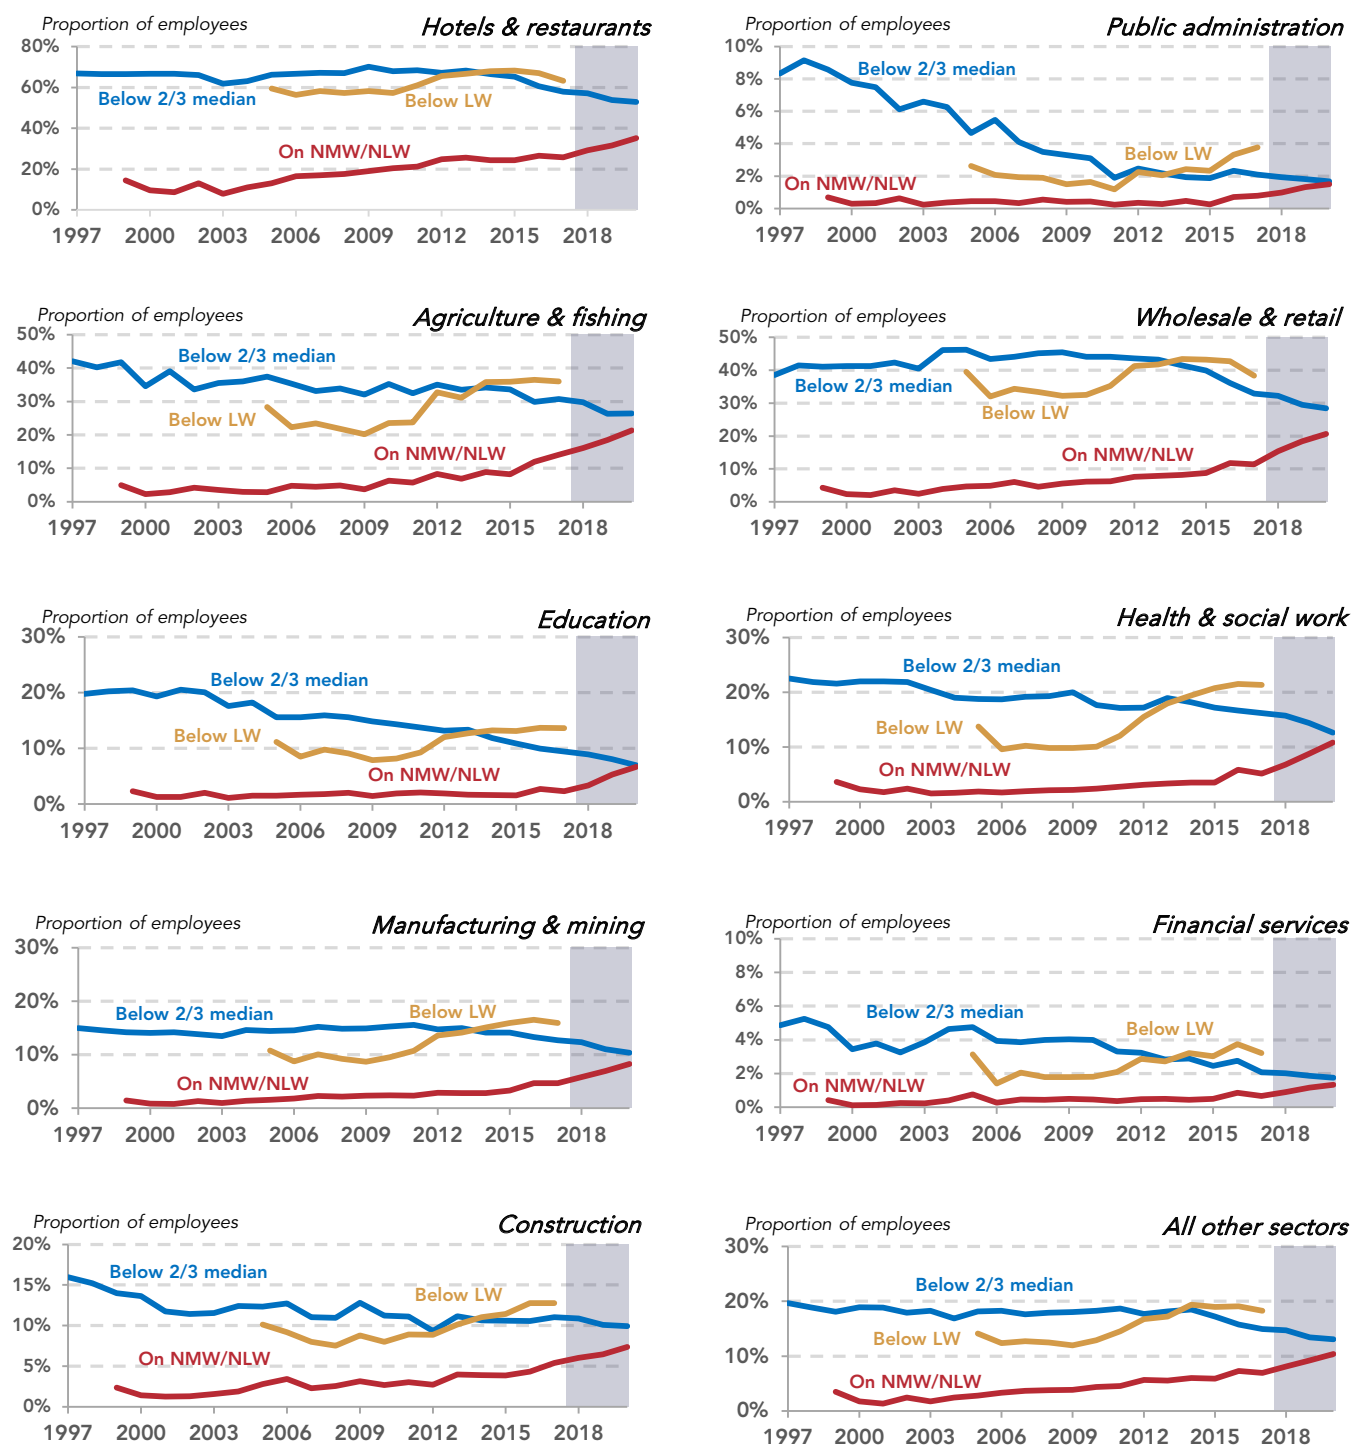 Proportion of employees
Hotels & restaurants
80%
60%
40%
20%
0%
Below 2/3 median
Below LW
On NMW/NLW
1997 2000 2003 2006 2009 2012 2015 2018
Proportion of employees
Public administration
10%
8%
6%
4%
2%
0%
Below 2/3 median
Below LW
On NMW/NLW
1997 2000 2003 2006 2009 2012 2015 2018
Proportion of employees
Agriculture & fishing
50%
40%
30%
20%
10%
0%
Below 2/3 median
Below LW
On NMW/NLW
1997 2000 2003 2006 2009 2012 2015 2018
Proportion of employees
Wholesale & retail
50%
40%
30%
20%
10%
0%
Below 2/3 median
Below LW
On NMW/NLW
1997 2000 2003 2006 2009 2012 2015 2018
Proportion of employees
Education
30%
20%
10%
0%
Below 2/3 median
Below LW
On NMW/NLW
1997 2000 2003 2006 2009 2012 2015 2018
Proportion of employees
Health & social work
30%
20%
10%
0%
Below 2/3 median
Below LW
On NMW/NLW
1997 2000 2003 2006 2009 2012 2015 2018
Proportion of employees
Manufacturing & mining
30%
20%
10%
0%
Below 2/3 median
Below LW
On NMW/NLW
1997 2000 2003 2006 2009 2012 2015 2018
Proportion of employees
Financial services
10%
8%
6%
4%
2%
0%
Below 2/3 median
Below LW
On NMW/NLW
1997 2000 2003 2006 2009 2012 2015 2018
Proportion of employees
Construction
20%
15%
10%
5%
0%
Below 2/3 median
Below LW
On NMW/NLW
1997 2000 2003 2006 2009 2012 2015 2018
Proportion of employees
All other sectors
30%
20%
10%
0%
Below 2/3 median
Below LW
On NMW/NLW
1997 2000 2003 2006 2009 2012 2015 2018